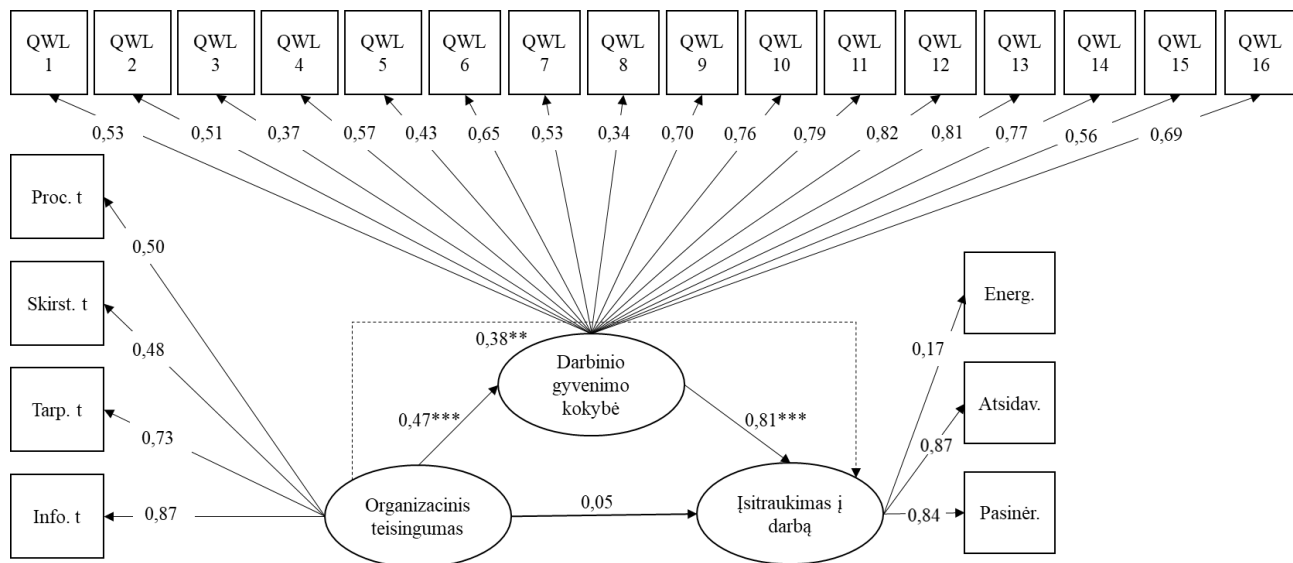 QWL QWL QWL QWL QWL QWL QWL QWL QWL QWL QWL QWL QWL QWL QWL QWL
1 2 3 4 5 6 7 8 9 10 11 12 13 14 15 16
0,53 0,51 0,37 0,57 0,43 0,65 0,53 0,34 0,70 0,76 0,79 0,82 0,81 0,77 0,56 0,69
Proc. t
0,50
Skirst. t
0,48
Tarp. t
0,73
Info. t
0,87
0,38**
Darbinio
gyvenimo
kokybė
0,47***
0,81***
Organizacinis
teisingumas
0,05
Įsitraukimas į
darbą
Energ.
0,17
Atsidav.
0,87
0,84
Pasinėr.